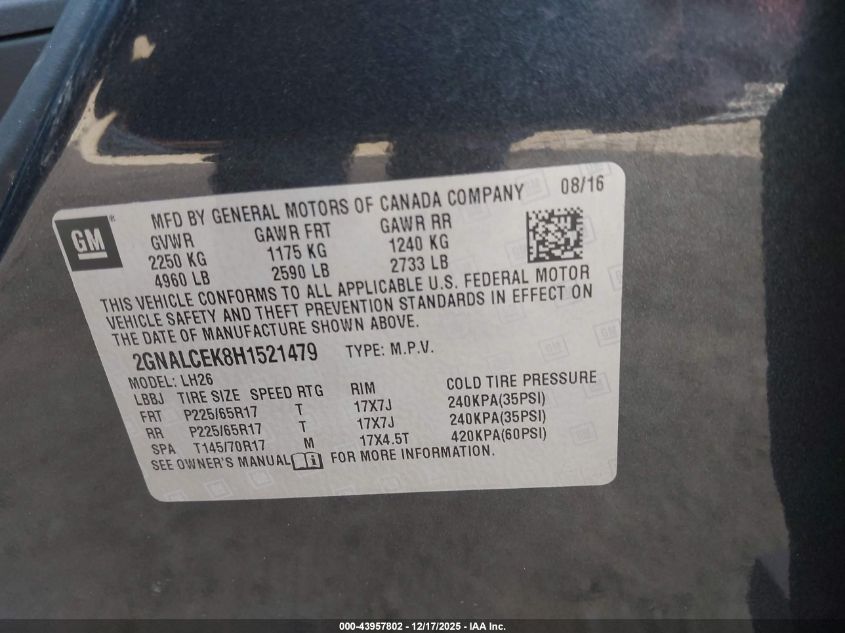 GM ®
MFD BY GENERAL MOTORS OF CANADA COMPANY 08/16
GVWR GAWR FRT GAWR RR
2250 KG 1175 KG 1240 KG
4960 LB 2590 LB 2733 LB
THIS VEHICLE CONFORMS TO ALL APPLICABLE U.S. FEDERAL MOTOR
VEHICLE SAFETY AND THEFT PREVENTION STANDARDS IN EFFECT ON
THE DATE OF MANUFACTURE SHOWN ABOVE.
2GNALCEK8H1521479 TYPE: M.P.V.
MODEL: LH26
LBBJ TIRE SIZE SPEED RTG RIM COLD TIRE PRESSURE
FRT P225/65R17 T 17X7J 240KPA(35PSI)
RR P225/65R17 T 17X7J 240KPA(35PSI)
SPA T145/70R17 M 17X4.5T 420KPA(60PSI)
SEE OWNER'S MANUAL FOR MORE INFORMATION.
000-43957802 - 12/17/2025 - IAA Inc.